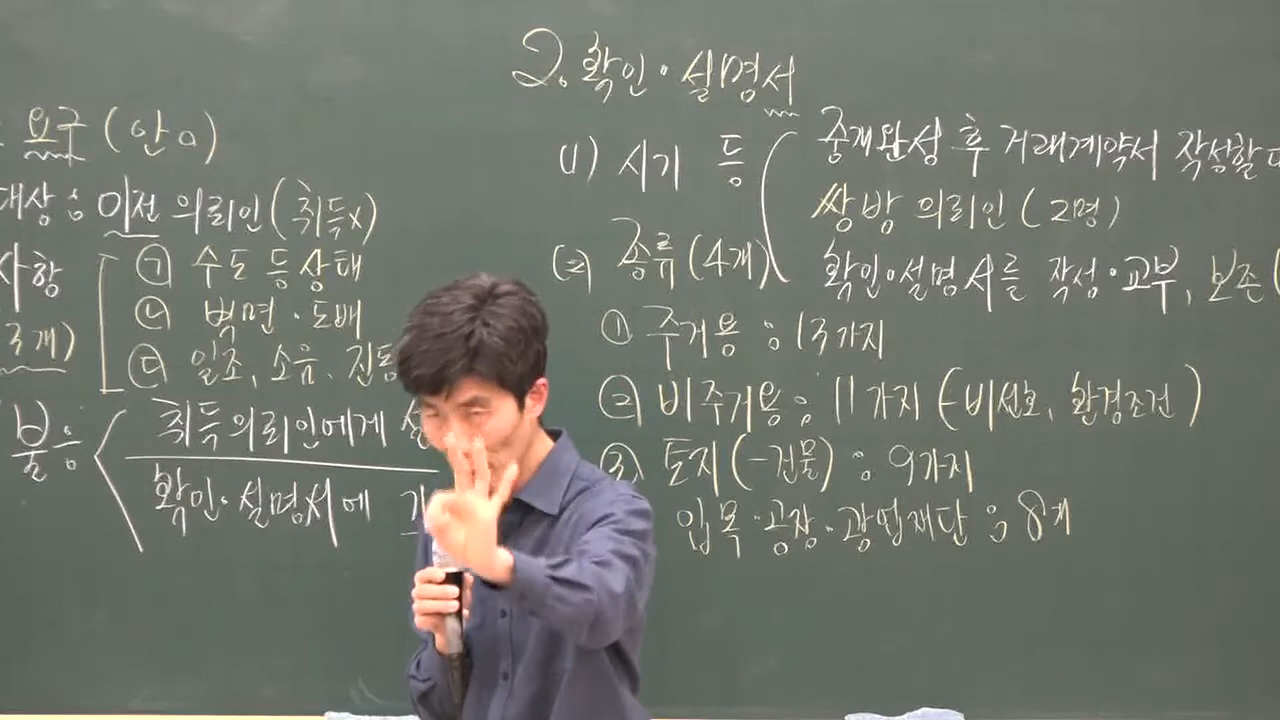 요구 (안 0)
대상 : 이전 의뢰인 (취득x)
사항
3개)
㉠ 수도 등 상태
㉡ 벽면 · 도배
㉢ 일조, 소음, 진동
불응
취득의뢰인에게 설
확인·설명서에 기
2. 확인·설명서
(1) 시기 등
중개완성 후 거래계약서 작성할 때
쌍방 의뢰인 (2명)
확인·설명서를 작성·교부, 보존(
(2) 종류 (4개)
① 주거용 : 13가지
② 비주거용 : 11가지 (-비선호, 환경조건)
③ 토지 (-건물) : 9가지
입목·공장·광업재단 : 8개